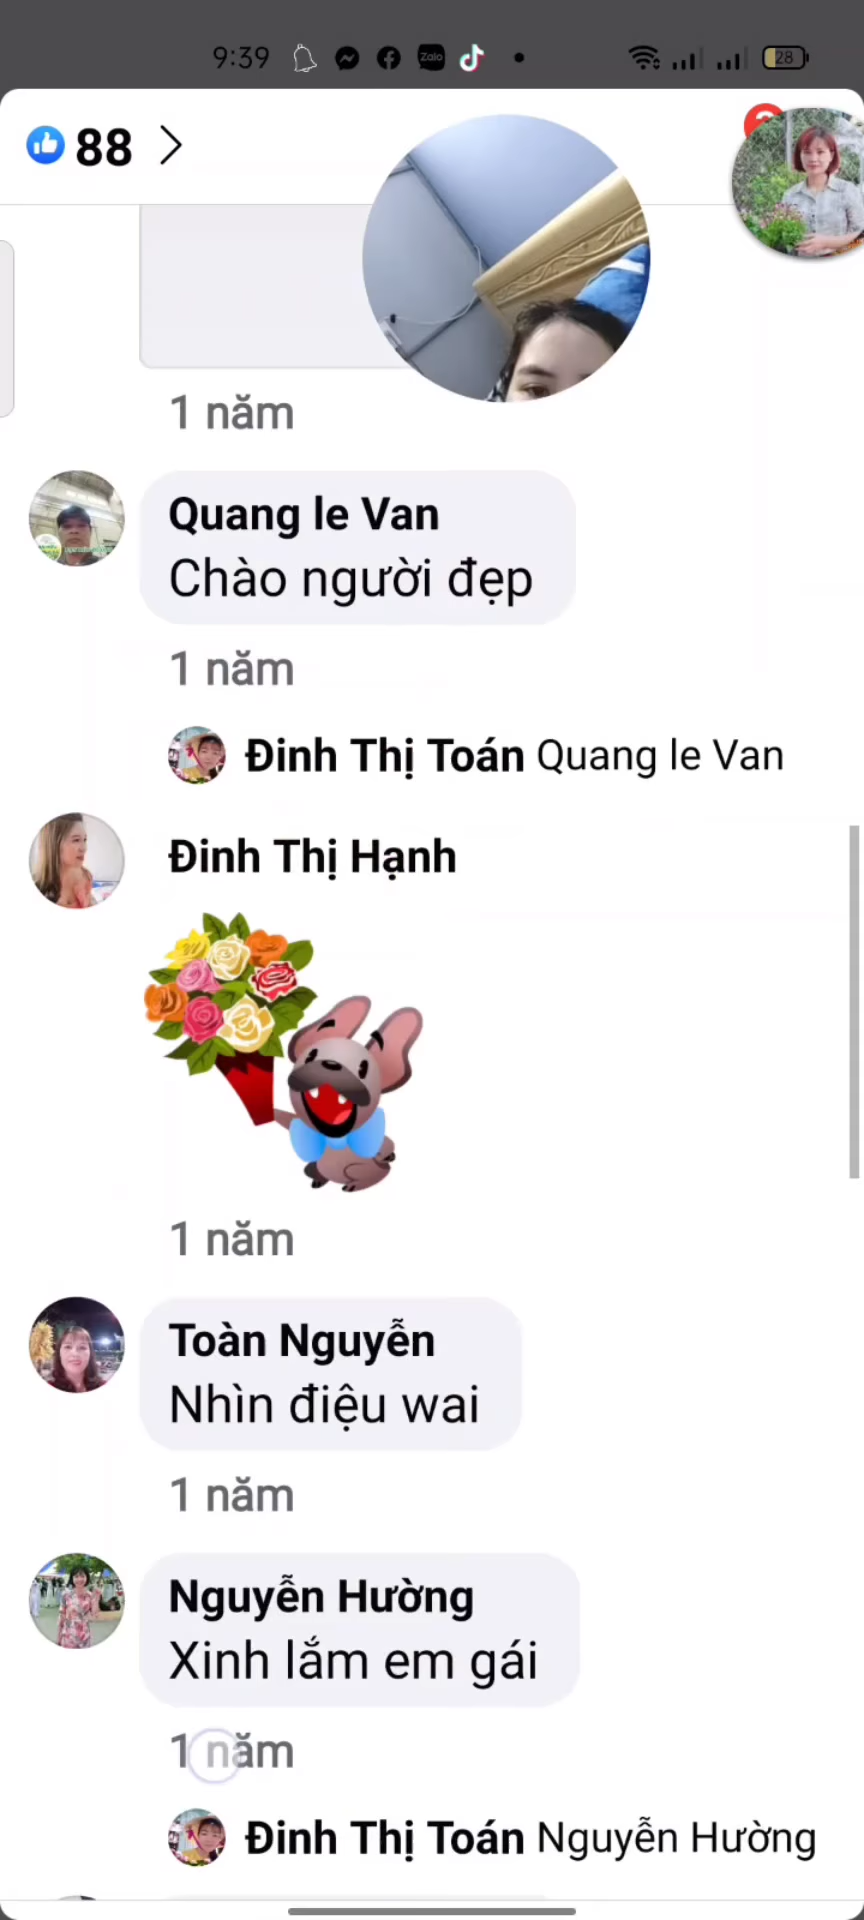 9:39 Zalo 28
88
1 năm
Quang le Van
Chào người đẹp
1 năm
Đinh Thị Toán Quang le Van
Đinh Thị Hạnh
1 năm
Toàn Nguyễn
Nhìn điệu wai
1 năm
Nguyễn Hường
Xinh lắm em gái
1 năm
Đinh Thị Toán Nguyễn Hường